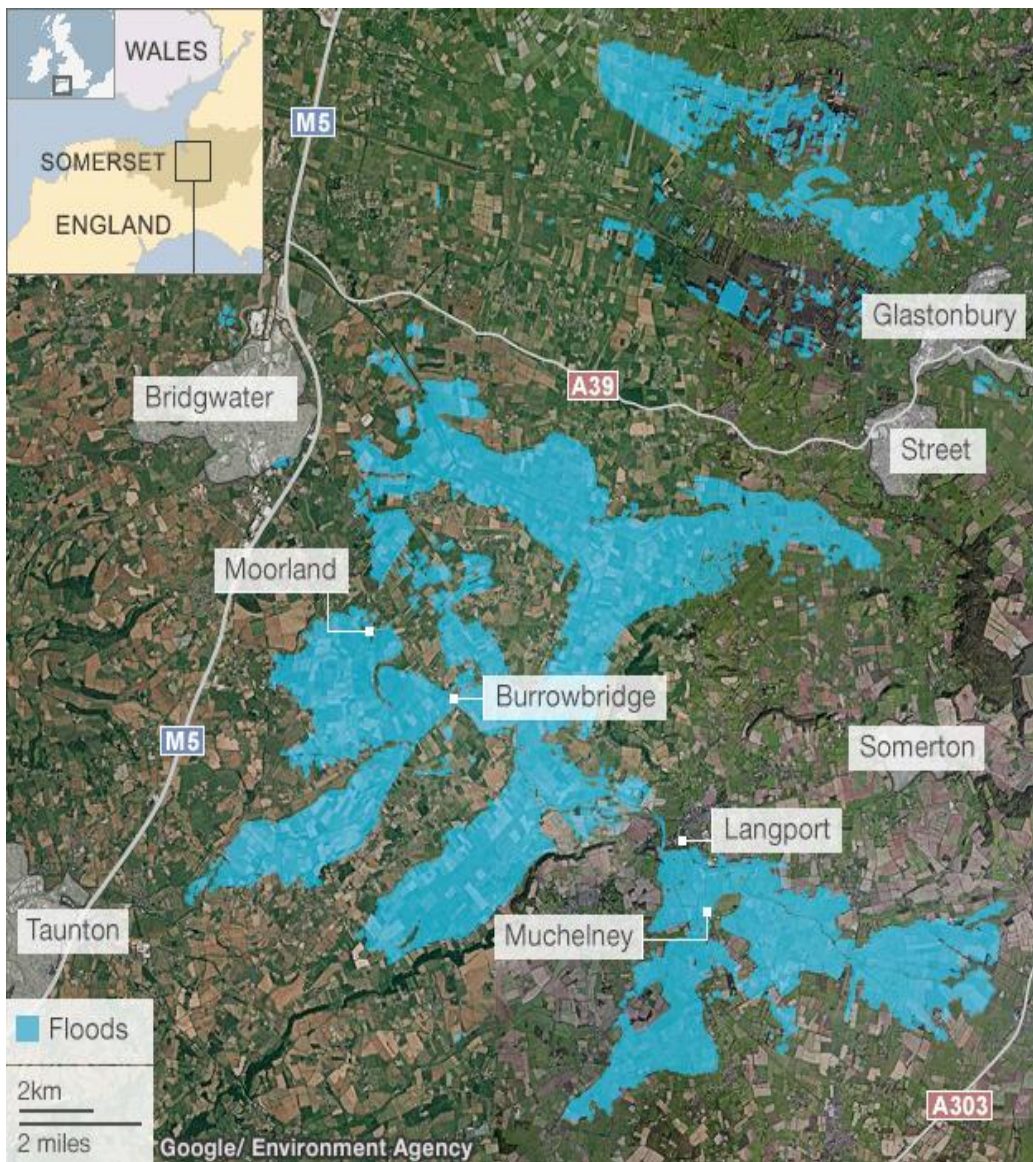 WALES
M5
SOMERSET
ENGLAND
Glastonbury
Bridgwater
A39
Street
Moorland
Burrowbridge
M5
Somerton
Langport
Taunton
Muchelney
Floods
2km
2 miles
A303
Google/ Environment Agency